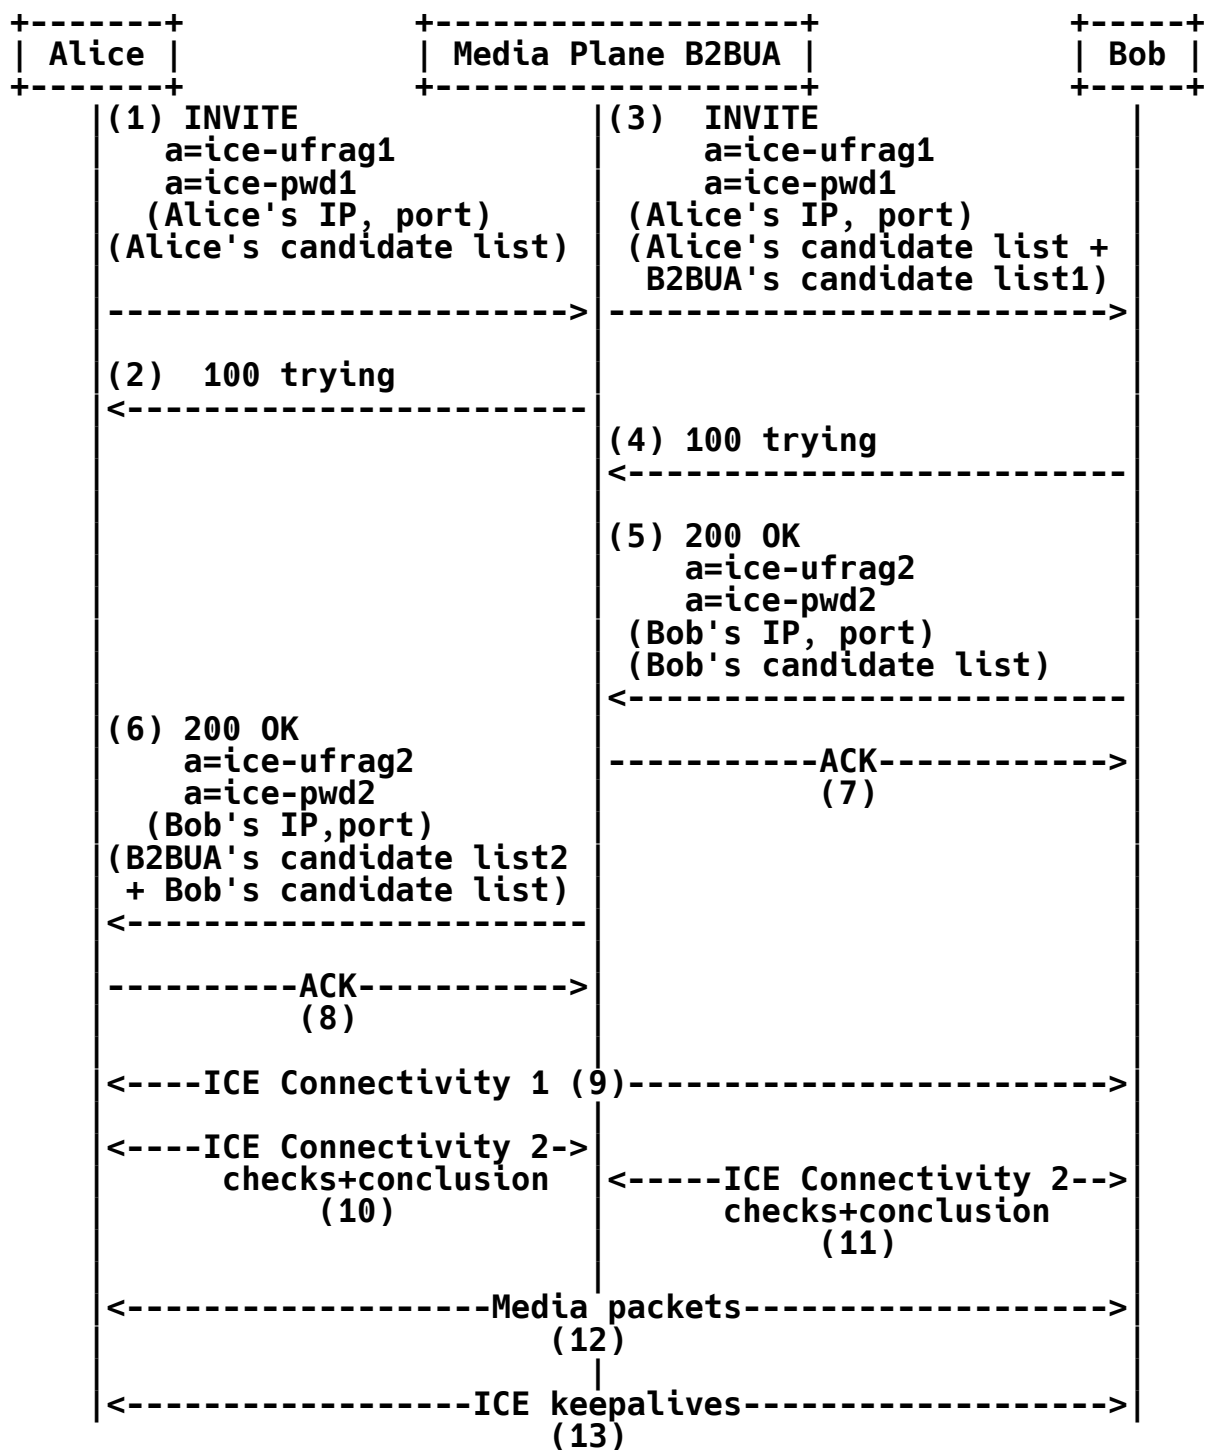 +-------+            +-------------------+             +-----+
| Alice |            | Media Plane B2BUA |             | Bob |
+-------+            +-------------------+             +-----+
    |(1) INVITE               |(3)  INVITE                |
    |   a=ice-ufrag1          |     a=ice-ufrag1          |
    |   a=ice-pwd1            |     a=ice-pwd1            |
    |  (Alice's IP, port)     | (Alice's IP, port)        |
    |(Alice's candidate list) | (Alice's candidate list + |
    |                         |  B2BUA's candidate list1) |
    |------------------------>|-------------------------->|
    |                         |                           |
    |(2)  100 trying          |                           |
    |<------------------------|                           |
    |                         |(4) 100 trying             |
    |                         |<--------------------------|
    |                         |                           |
    |                         |(5) 200 OK                 |
    |                         |    a=ice-ufrag2           |
    |                         |    a=ice-pwd2             |
    |                         | (Bob's IP, port)          |
    |                         | (Bob's candidate list)    |
    |                         |<--------------------------|
    |(6) 200 OK               |                           |
    |    a=ice-ufrag2         |-----------ACK------------>|
    |    a=ice-pwd2           |           (7)             |
    |  (Bob's IP,port)        |                           |
    |(B2BUA's candidate list2 |                           |
    | + Bob's candidate list) |                           |
    |<------------------------|                           |
    |                         |                           |
    |----------ACK----------->|                           |
    |          (8)            |                           |
    |                         |                           |
    |<----ICE Connectivity 1 (9)------------------------->|
    |                         |                           |
    |<----ICE Connectivity 2->|                           |
    |      checks+conclusion  |<-----ICE Connectivity 2-->|
    |           (10)          |      checks+conclusion    |
    |                         |           (11)            |
    |                         |                           |
    |<-------------------Media packets------------------->|
    |                       (12)                          |
    |                         |                           |
    |<------------------ICE keepalives------------------->|
                            (13)